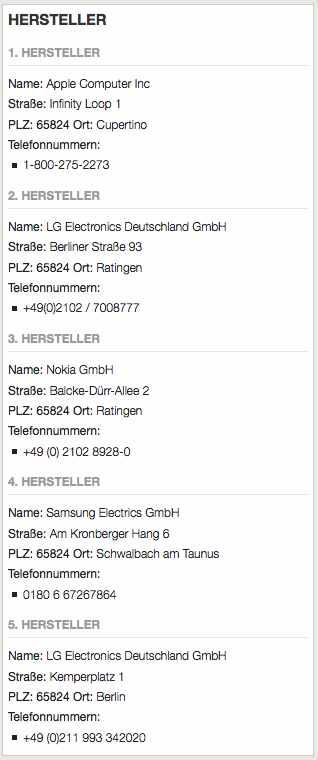 HERSTELLER
1. HERSTELLER
Name: Apple Computer Inc
Straße: Infinity Loop 1
PLZ: 65824 Ort: Cupertino
Telefonnummern:
1-800-275-2273
2. HERSTELLER
Name: LG Electronics Deutschland GmbH
Straße: Berliner Straße 93
PLZ: 65824 Ort: Ratingen
Telefonnummern:
+49(0)2102 / 7008777
3. HERSTELLER
Name: Nokia GmbH
Straße: Balcke-Dürr-Allee 2
PLZ: 65824 Ort: Ratingen
Telefonnummern:
+49 (0) 2102 8928-0
4. HERSTELLER
Name: Samsung Electrics GmbH
Straße: Am Kronberger Hang 6
PLZ: 65824 Ort: Schwalbach am Taunus
Telefonnummern:
0180 6 67267864
5. HERSTELLER
Name: LG Electronics Deutschland GmbH
Straße: Kemperplatz 1
PLZ: 65824 Ort: Berlin
Telefonnummern:
+49 (0)211 993 342020